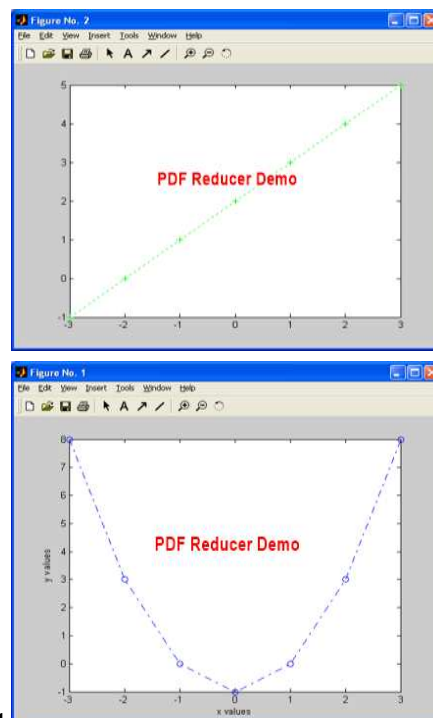 Figure No. 2
File Edit View Insert Tools Window Help
A
5
4
3
PDF Reducer Demo
2
1
0
-1
-3 -2 -1 0 1 2 3
Figure No. 1
File Edit View Insert Tools Window Help
A
8
7
6
5
PDF Reducer Demo
4
y values
3
2
1
0
-1
-3 -2 -1 0 1 2 3
x values